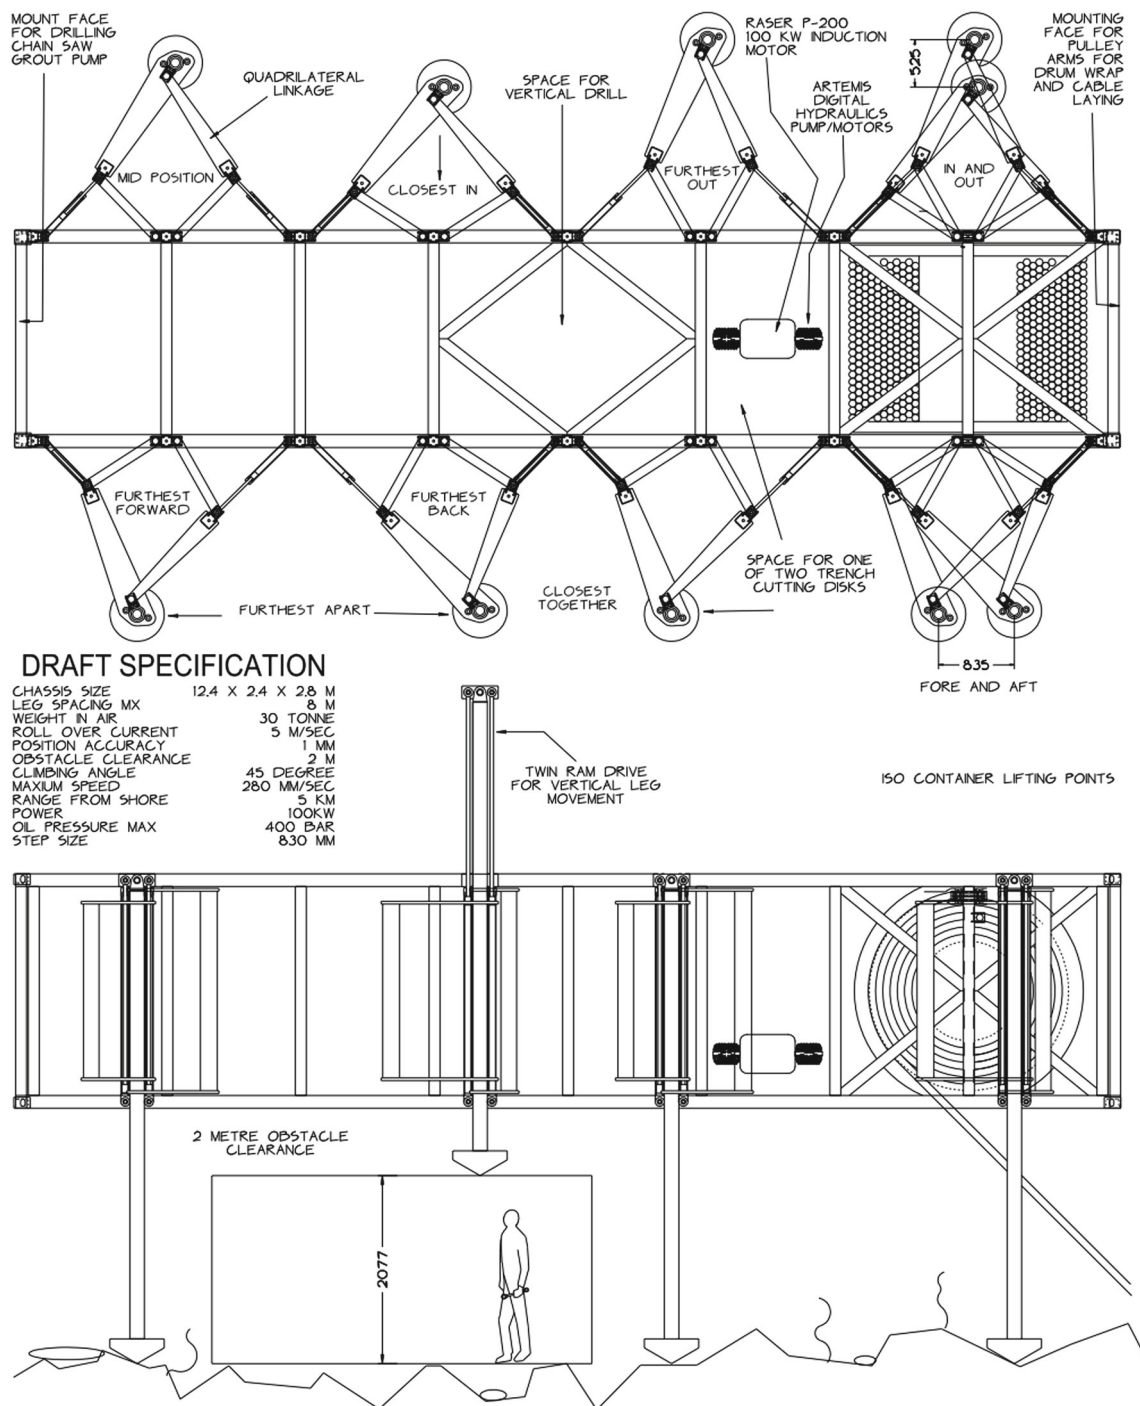 MOUNT FACE
FOR DRILLING
CHAIN SAW
GROUT PUMP
QUADRILATERAL
LINKAGE
SPACE FOR
VERTICAL DRILL
RASER P-200
100 KW INDUCTION
MOTOR
ARTEMIS
DIGITAL
HYDRAULICS
PUMP/MOTORS
525
MOUNTING
FACE FOR
PULLEY
ARMS FOR
DRUM WRAP
AND CABLE
LAYING
MID POSITION
CLOSEST IN
FURTHEST
OUT
IN AND
OUT
FURTHEST
FORWARD
FURTHEST
BACK
FURTHEST APART
CLOSEST
TOGETHER
SPACE FOR ONE
OF TWO TRENCH
CUTTING DISKS
835
FORE AND AFT
DRAFT SPECIFICATION
CHASSIS SIZE 12.4 X 2.4 X 2.8 M
LEG SPACING MX 8 M
WEIGHT IN AIR 30 TONNE
ROLL OVER CURRENT 5 M/SEC
POSITION ACCURACY 1 MM
OBSTACLE CLEARANCE 2 M
CLIMBING ANGLE 45 DEGREE
MAXIUM SPEED 280 MM/SEC
RANGE FROM SHORE 5 KM
POWER 100KW
OIL PRESSURE MAX 400 BAR
STEP SIZE 830 MM
TWIN RAM DRIVE
FOR VERTICAL LEG
MOVEMENT
ISO CONTAINER LIFTING POINTS
2 METRE OBSTACLE
CLEARANCE
2077